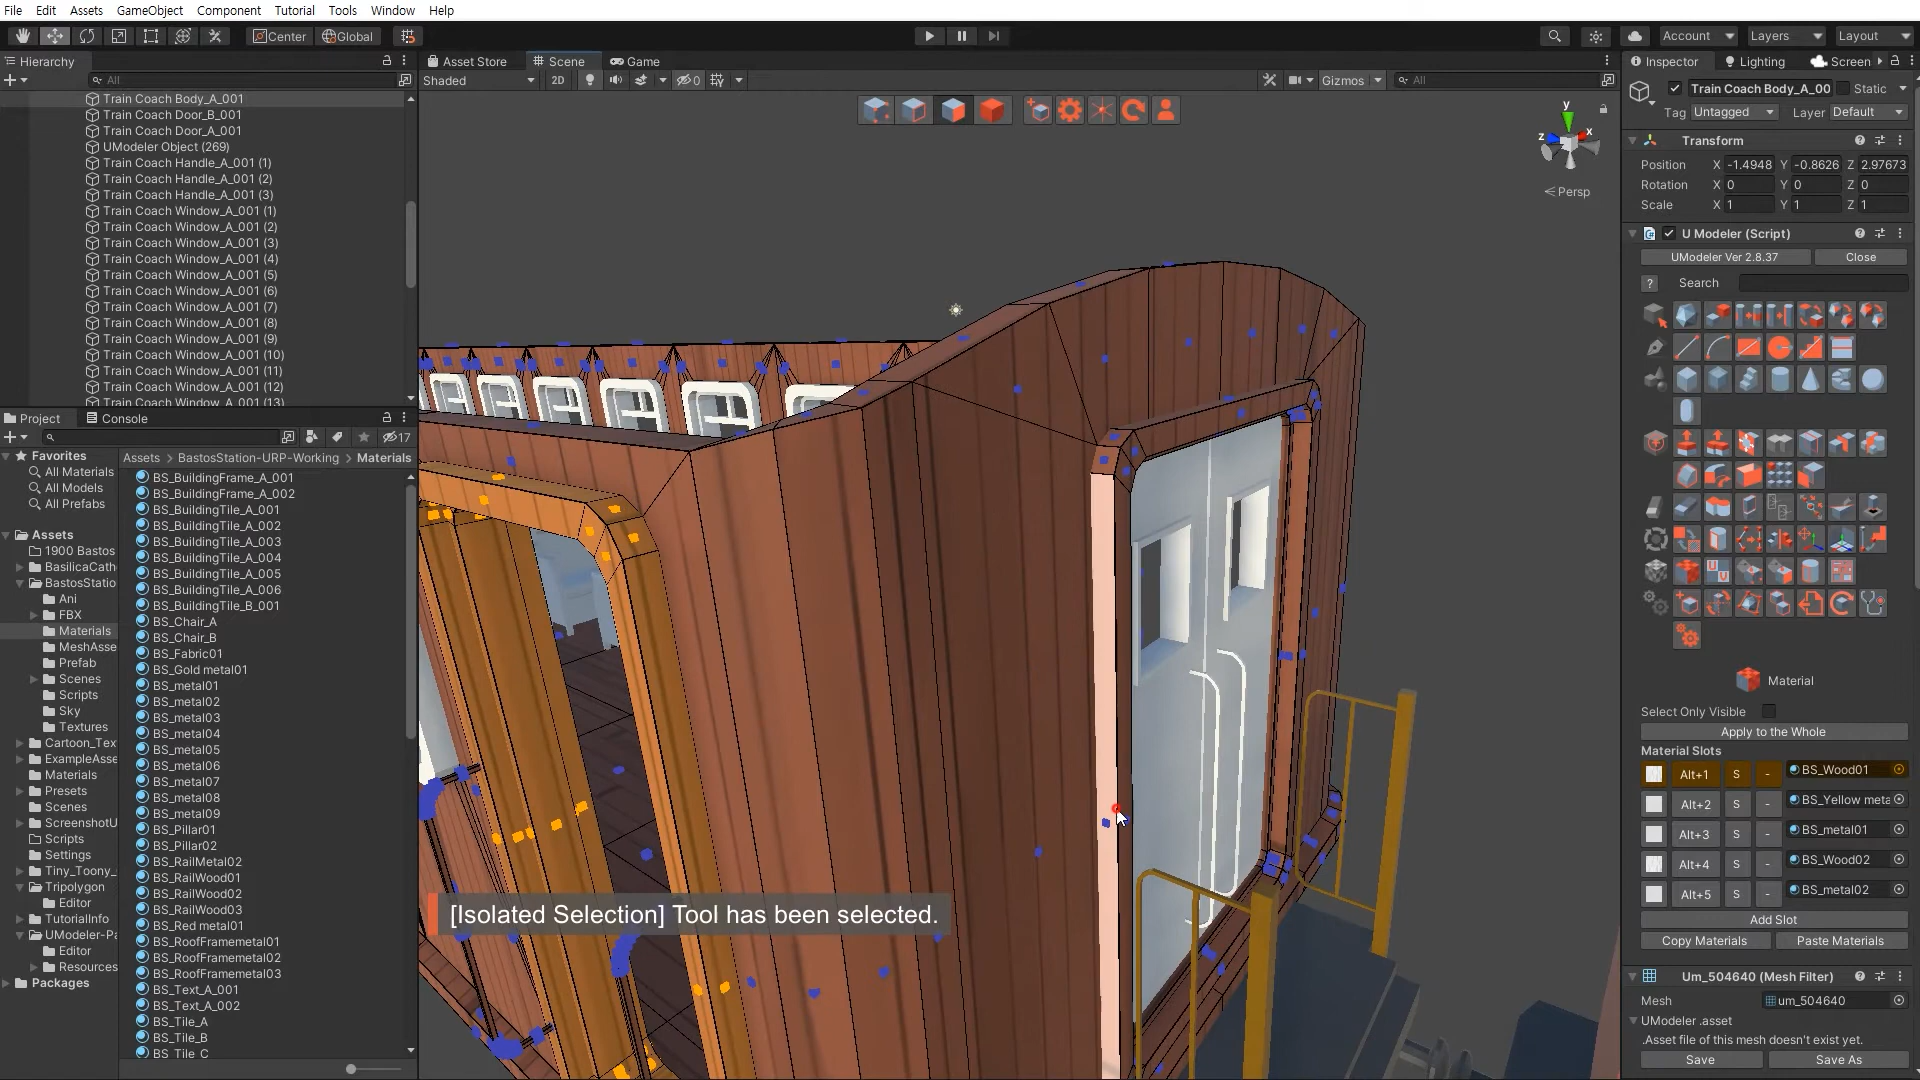 File Edit Assets GameObject Component Tutorial Tools Window Help
Center Global Account Layers Layout
Hierarchy Asset Store Scene Game Inspector Lighting Screen
All Shaded 2D 0 Gizmos All
Train Coach Body_A_001
Train Coach Door_B_001
Train Coach Door_A_001
UModeler Object (269)
Train Coach Handle_A_001 (1)
Train Coach Handle_A_001 (2)
Train Coach Handle_A_001 (3)
Train Coach Window_A_001 (1)
Train Coach Window_A_001 (2)
Train Coach Window_A_001 (3)
Train Coach Window_A_001 (4)
Train Coach Window_A_001 (5)
Train Coach Window_A_001 (6)
Train Coach Window_A_001 (7)
Train Coach Window_A_001 (8)
Train Coach Window_A_001 (9)
Train Coach Window_A_001 (10)
Train Coach Window_A_001 (11)
Train Coach Window_A_001 (12)
Train Coach Window_A_001 (13)
Project Console
17
Favorites
All Materials
All Models
All Prefabs
Assets
1900 Bastos
BasilicaCath
BastosStatio
Ani
FBX
Materials
MeshAsse
Prefab
Scenes
Scripts
Sky
Textures
Cartoon_Tex
ExampleAsse
Materials
Presets
Scenes
ScreenshotU
Scripts
Settings
Tiny_Toony_
Tripolygon
Editor
TutorialInfo
UModeler-Pa
Editor
Resources
Packages
Assets > BastosStation-URP-Working > Materials
BS_BuildingFrame_A_001
BS_BuildingFrame_A_002
BS_BuildingTile_A_001
BS_BuildingTile_A_002
BS_BuildingTile_A_003
BS_BuildingTile_A_004
BS_BuildingTile_A_005
BS_BuildingTile_A_006
BS_BuildingTile_B_001
BS_Chair_A
BS_Chair_B
BS_Fabric01
BS_Gold metal01
BS_metal01
BS_metal02
BS_metal03
BS_metal04
BS_metal05
BS_metal06
BS_metal07
BS_metal08
BS_metal09
BS_Pillar01
BS_Pillar02
BS_RailMetal02
BS_RailWood01
BS_RailWood02
BS_RailWood03
BS_Red metal01
BS_RoofFramemetal01
BS_RoofFramemetal02
BS_RoofFramemetal03
BS_Text_A_001
BS_Text_A_002
BS_Tile_A
BS_Tile_B
BS_Tile_C
y
z x
< Persp
[Isolated Selection] Tool has been selected.
Train Coach Body_A_00 Static
Tag Untagged Layer Default
Transform
Position X -1.4948 Y -0.8626 Z 2.97673
Rotation X 0 Y 0 Z 0
Scale X 1 Y 1 Z 1
U Modeler (Script)
UModeler Ver 2.8.37 Close
? Search
Material
Select Only Visible
Apply to the Whole
Material Slots
Alt+1 S - BS_Wood01
Alt+2 S - BS_Yellow meta
Alt+3 S - BS_metal01
Alt+4 S - BS_Wood02
Alt+5 S - BS_metal02
Add Slot
Copy Materials Paste Materials
Um_504640 (Mesh Filter)
Mesh um_504640
UModeler .asset
.Asset file of this mesh doesn't exist yet.
Save Save As